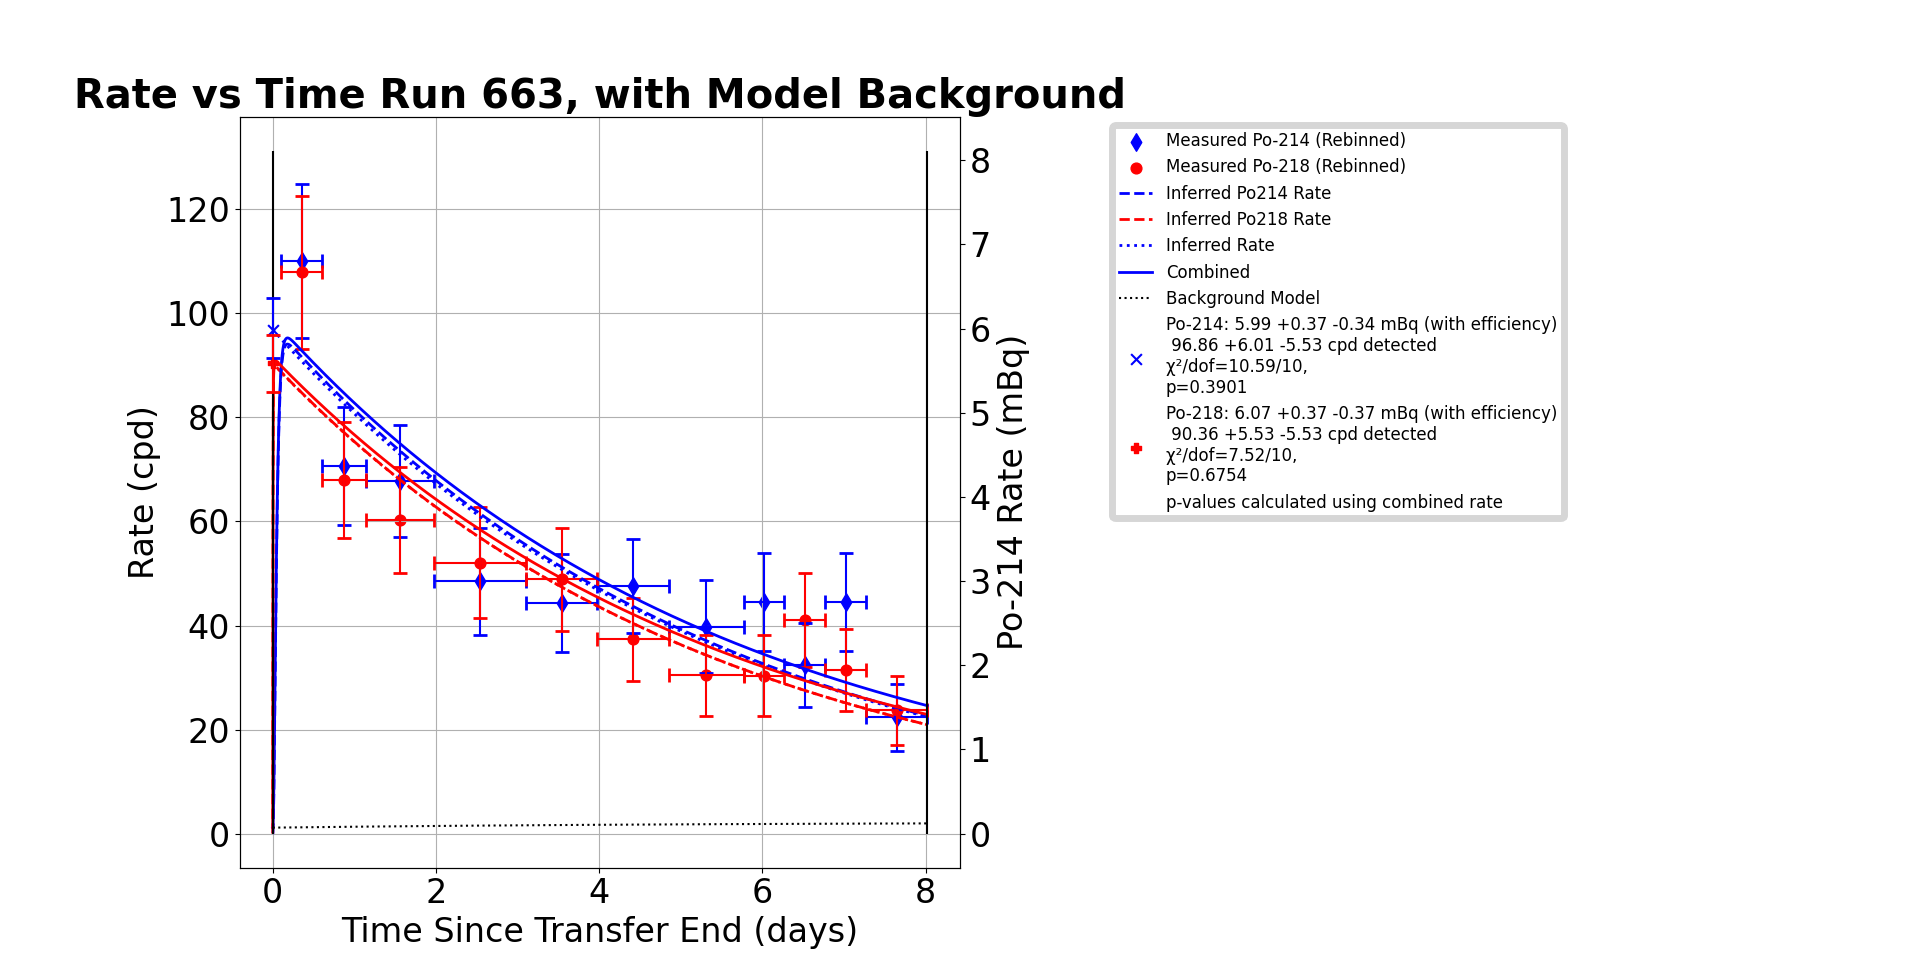 Rate vs Time Run 663, with Model Background
Rate (cpd)
120
100
80
60
40
20
0
8
7
6
5
4
3
2
1
0
Po-214 Rate (mBq)
0 2 4 6 8
Time Since Transfer End (days)
Measured Po-214 (Rebinned)
Measured Po-218 (Rebinned)
Inferred Po214 Rate
Inferred Po218 Rate
Inferred Rate
Combined
Background Model
Po-214: 5.99 +0.37 -0.34 mBq (with efficiency)
96.86 +6.01 -5.53 cpd detected
χ²/dof=10.59/10,
p=0.3901
Po-218: 6.07 +0.37 -0.37 mBq (with efficiency)
90.36 +5.53 -5.53 cpd detected
χ²/dof=7.52/10,
p=0.6754
p-values calculated using combined rate